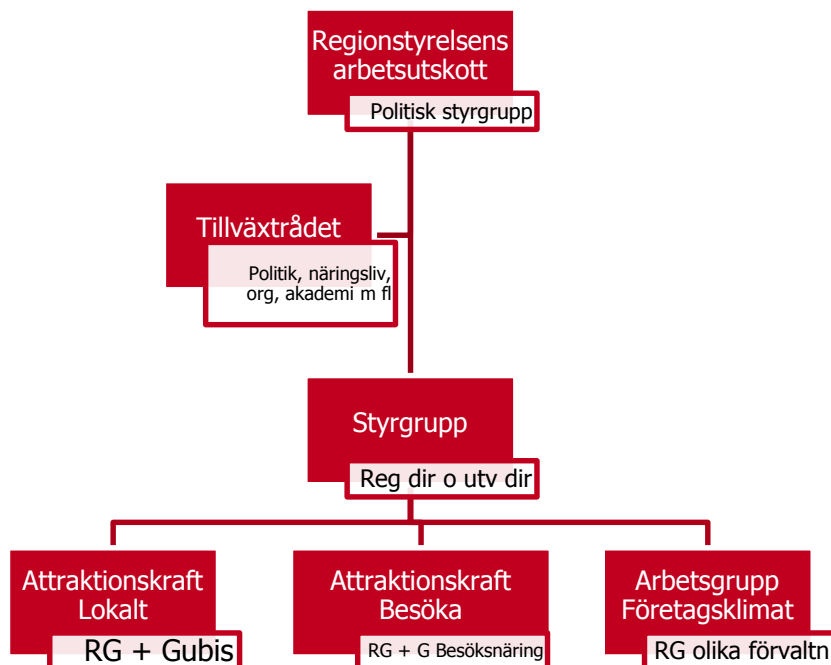 Regionstyrelsens
arbetsutskott
Politisk styrgrupp
Tillväxtrådet
Politik, näringsliv,
org, akademi m fl
Styrgrupp
Reg dir o utv dir
Attraktionskraft
Lokalt
RG + Gubis
Attraktionskraft
Besöka
RG + G Besöksnäring
Arbetsgrupp
Företagsklimat
RG olika förvaltn